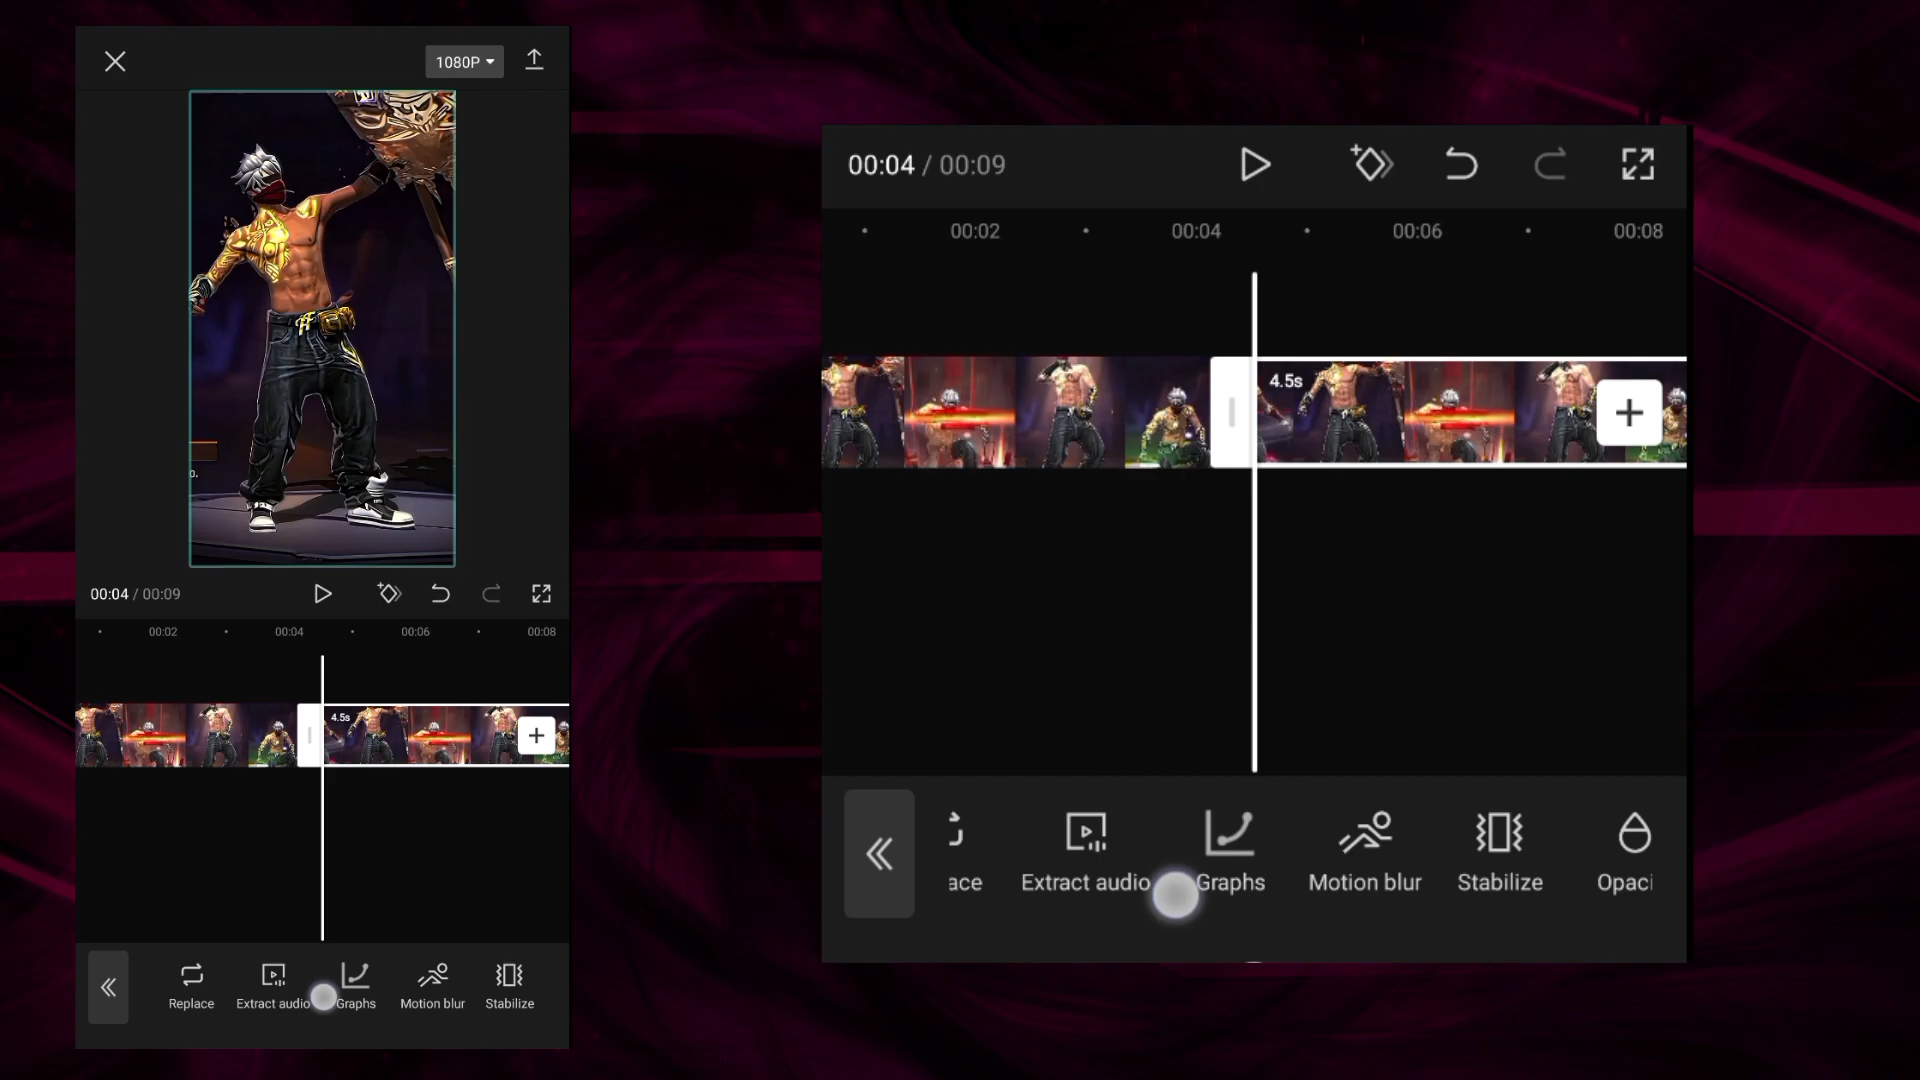 1080P
00:04 / 00:09
00:02 00:04 00:06 00:08
4.5s
Replace Extract audio Graphs Motion blur Stabilize
00:04 / 00:09
00:02 00:04 00:06 00:08
4.5s
ace Extract audio Graphs Motion blur Stabilize Opaci